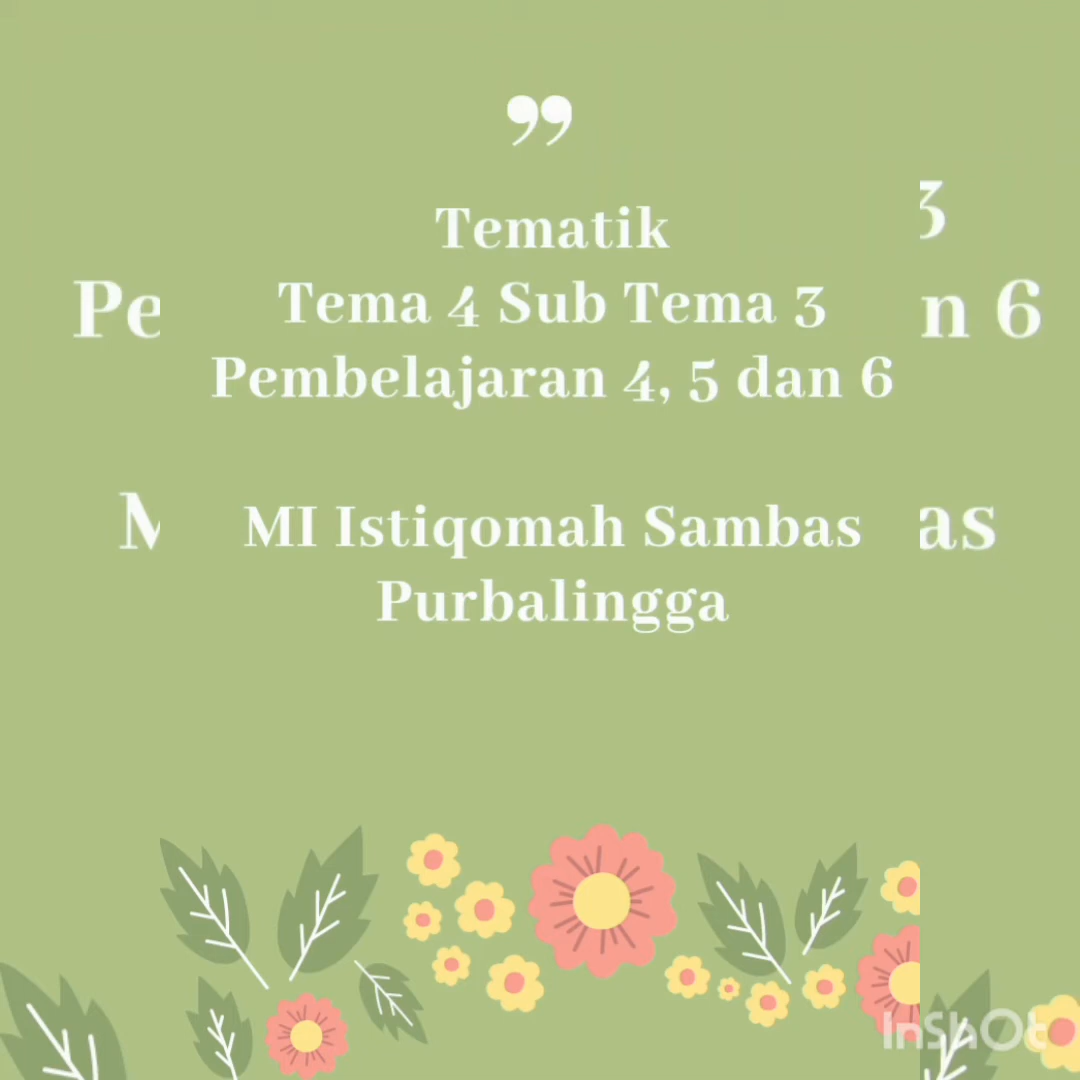 ”
Tematik
Tema 4 Sub Tema 3
Pembelajaran 4, 5 dan 6
MI Istiqomah Sambas
Purbalingga
InShOt